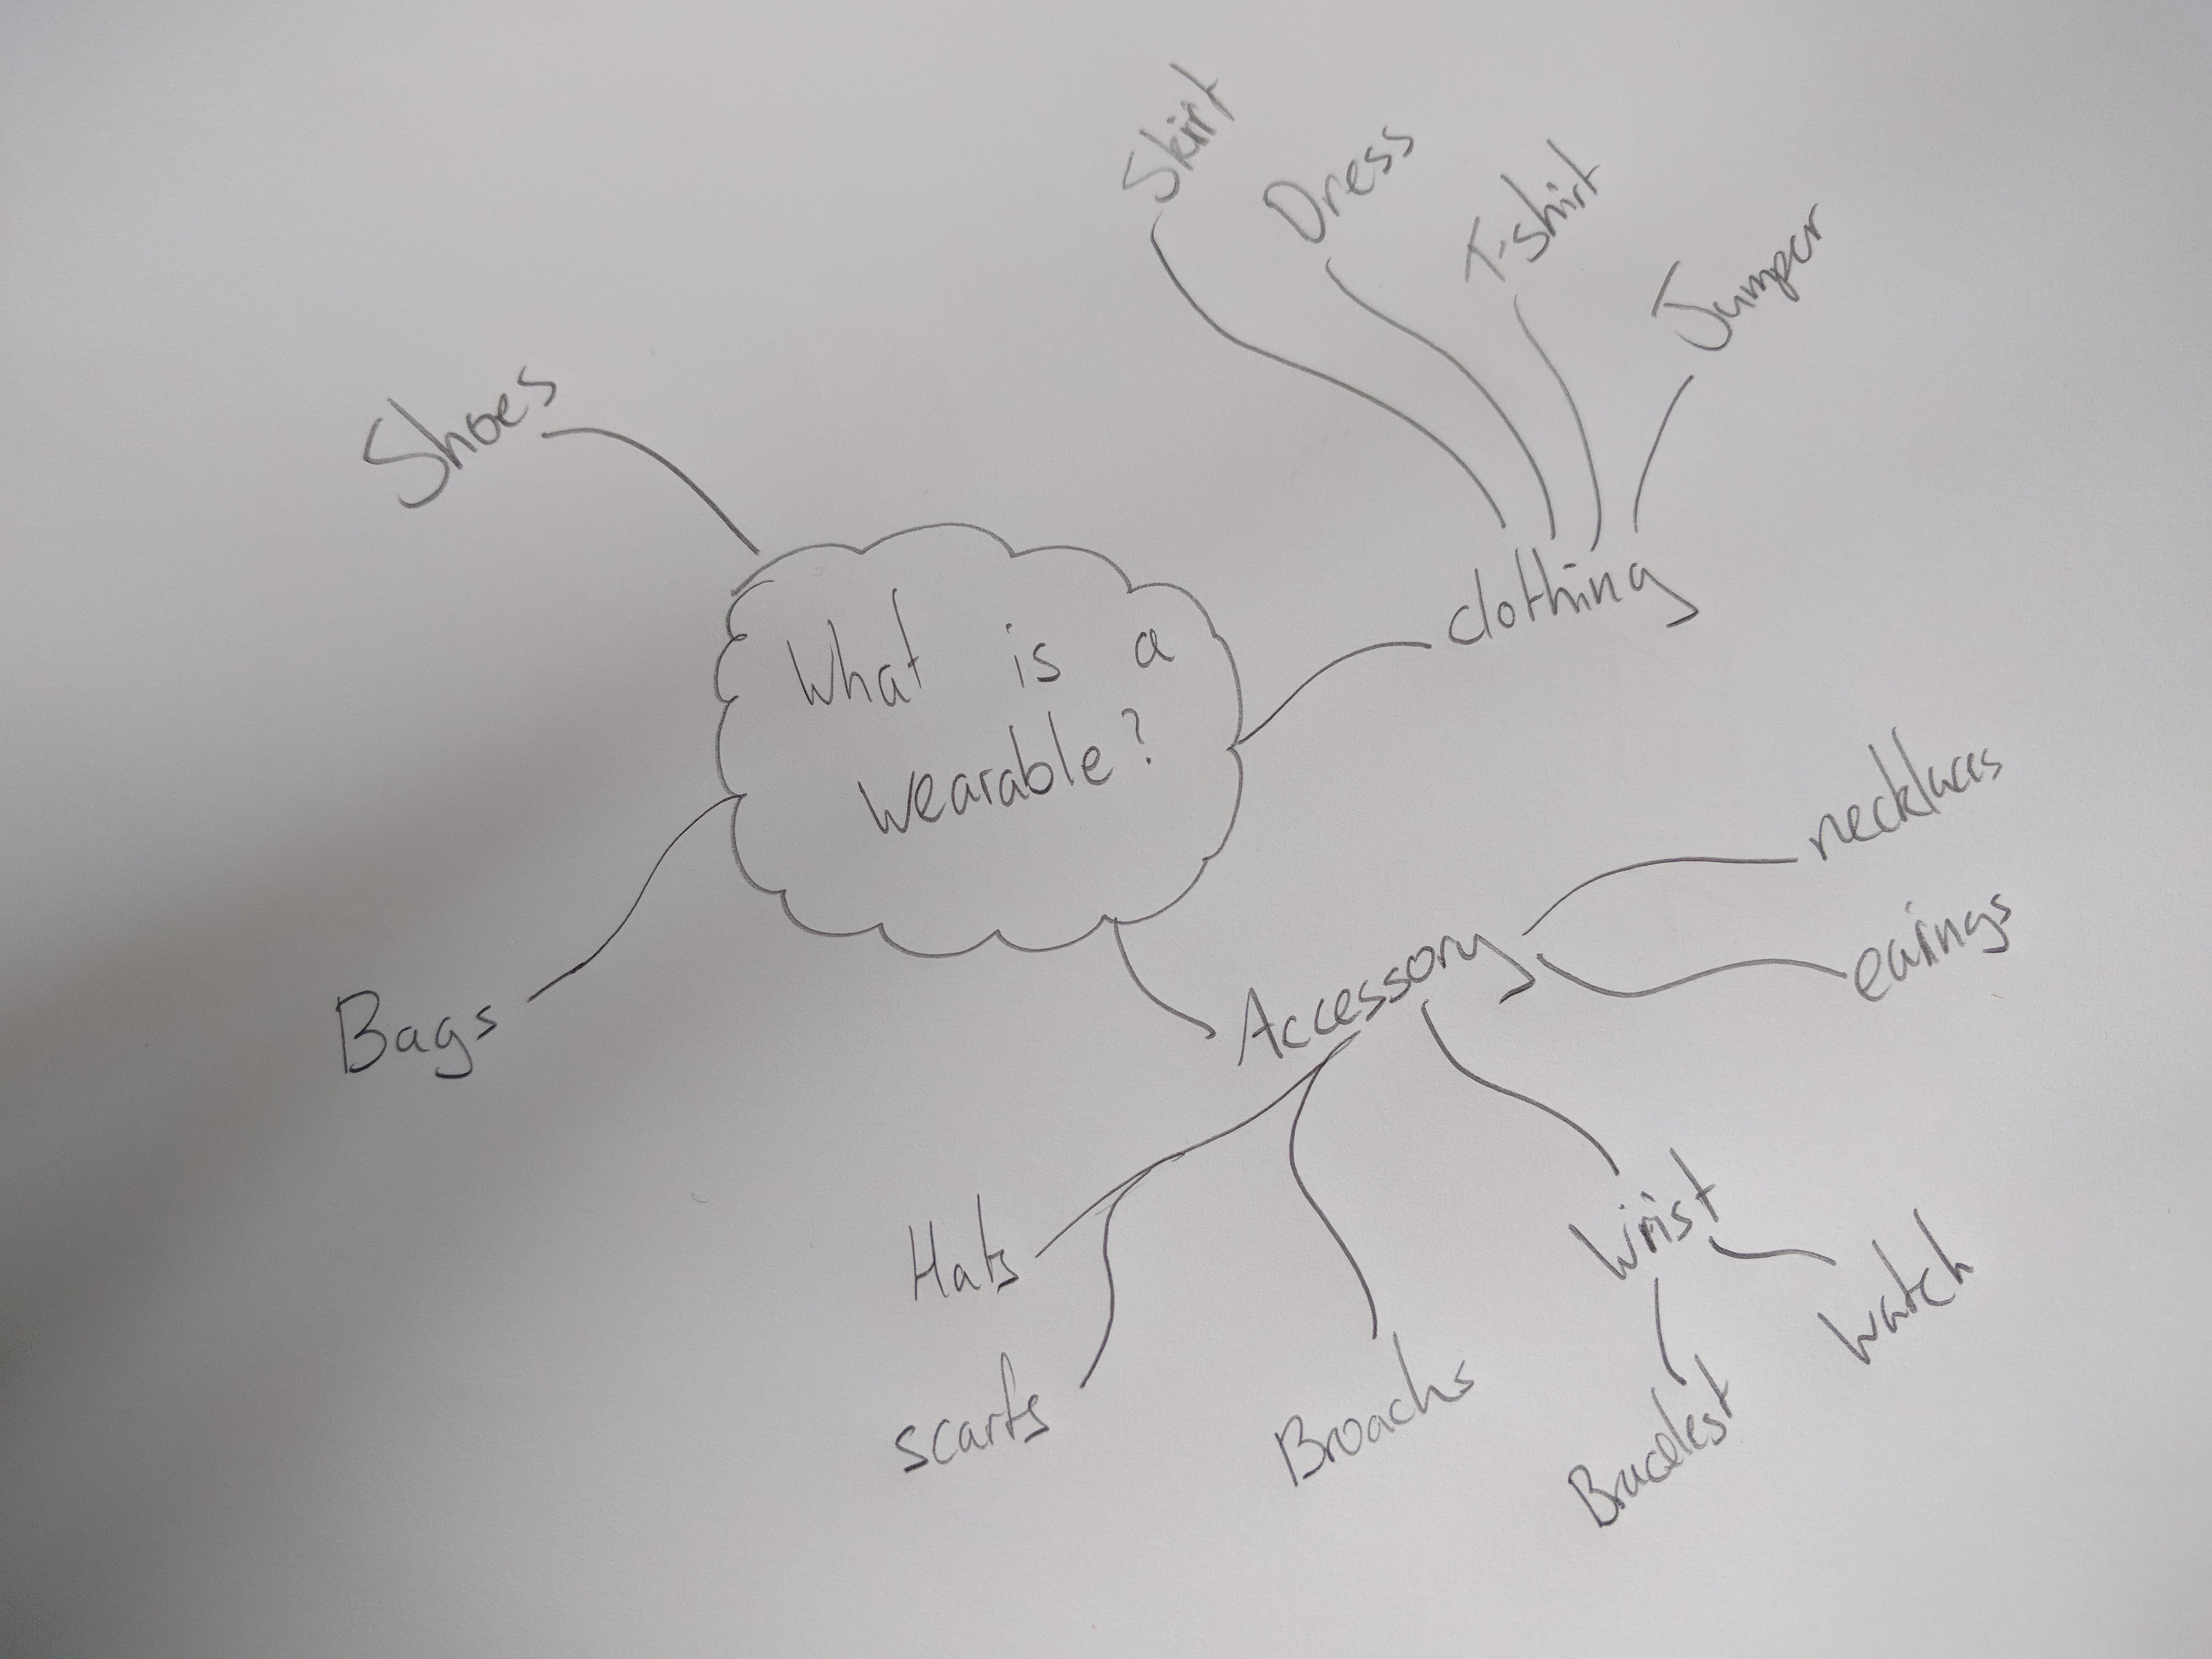 Skirt
Dress
T-shirt
Jumper
Shoes
clothing
What is a
wearable?
necklaces
earings
Accessory
Bags
Hats
scarfs
Broachs
Wrist
watch
Bracelest